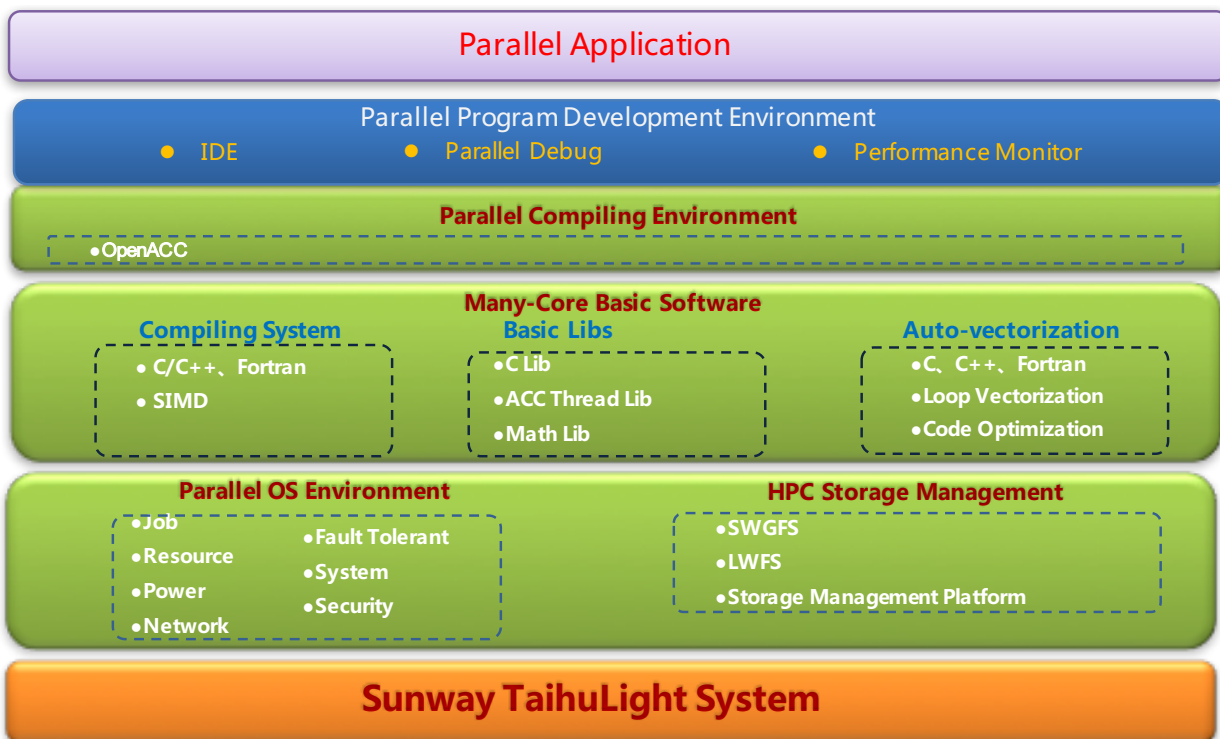 Parallel Application
Parallel Program Development Environment
● IDE ● Parallel Debug ● Performance Monitor
Parallel Compiling Environment
●OpenACC
Many-Core Basic Software
Compiling System
● C/C++、Fortran
● SIMD
Basic Libs
●C Lib
●ACC Thread Lib
●Math Lib
Auto-vectorization
●C、C++、Fortran
●Loop Vectorization
●Code Optimization
Parallel OS Environment
●Job
●Resource
●Power
●Network
●Fault Tolerant
●System
●Security
HPC Storage Management
●SWGFS
●LWFS
●Storage Management Platform
Sunway TaihuLight System